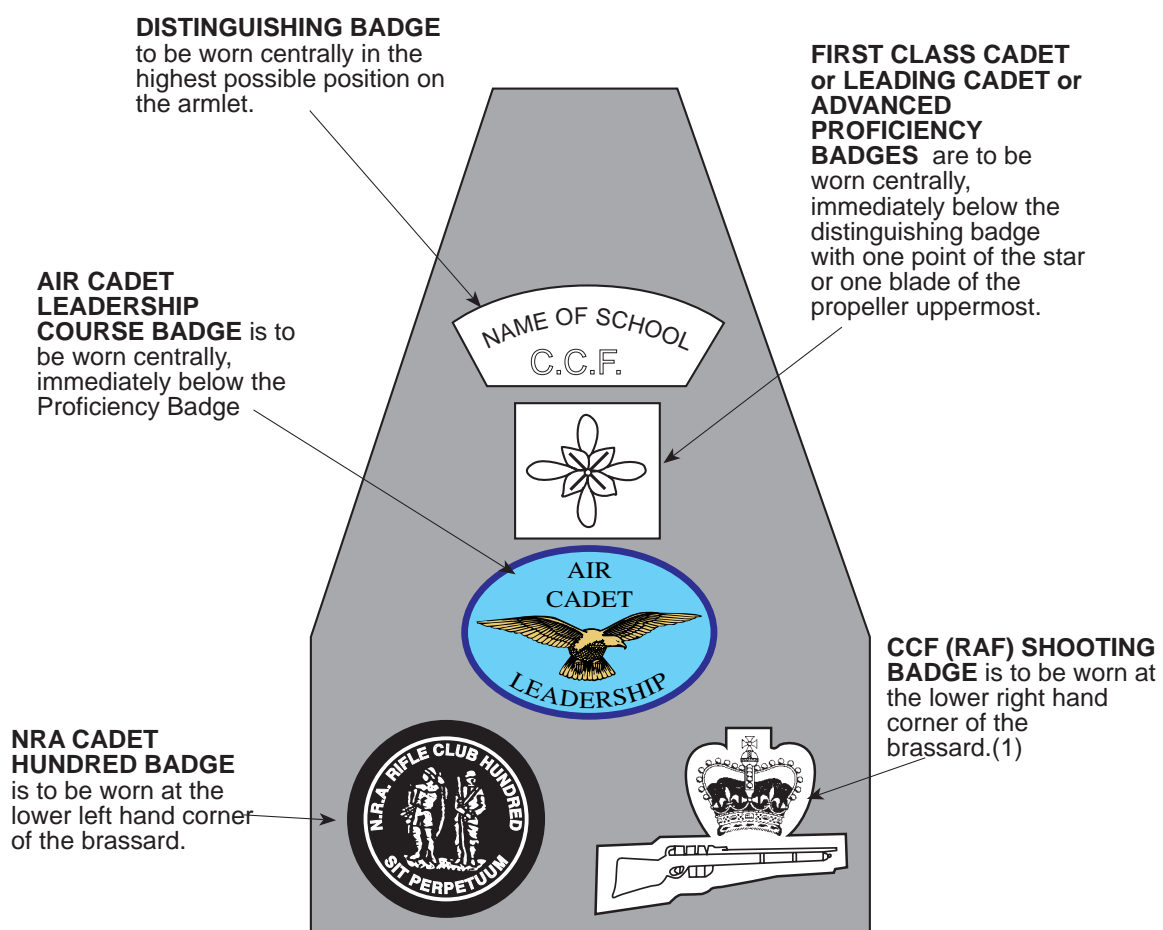 DISTINGUISHING BADGE
to be worn centrally in the
highest possible position on
the armlet.
FIRST CLASS CADET
or LEADING CADET or
ADVANCED
PROFICIENCY
BADGES are to be
worn centrally,
immediately below the
distinguishing badge
with one point of the star
or one blade of the
propeller uppermost.
AIR CADET
LEADERSHIP
COURSE BADGE is to
be worn centrally,
immediately below the
Proficiency Badge
NAME OF SCHOOL
C.C.F.
AIR
CADET
LEADERSHIP
CCF (RAF) SHOOTING
BADGE is to be worn at
the lower right hand
corner of the
brassard.(1)
NRA CADET
HUNDRED BADGE
is to be worn at the
lower left hand corner
of the brassard.
N.R.A. RIFLE CLUB HUNDRED
SIT PERPETUUM